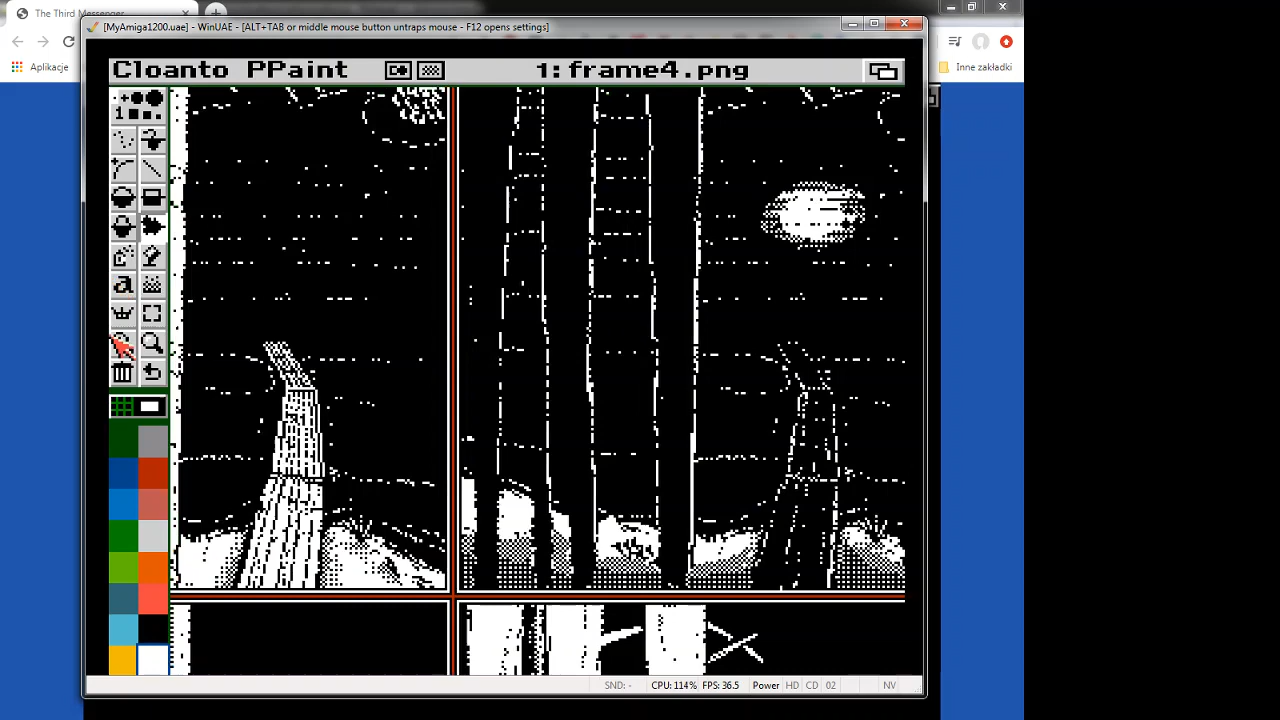 The Third Messenger
[MyAmiga1200.uae] - WinUAE - [ALT+TAB or middle mouse button untraps mouse - F12 opens settings]
Aplikacje
Inne zakładki
Cloanto PPaint
1:frame4.png
1
a
SND: -
CPU: 114%
FPS: 36.5
Power
HD
CD
02
NV